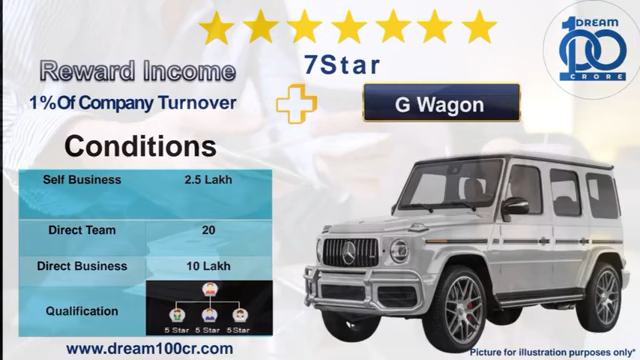 7Star
1 DREAM
100
CRORE
Reward Income
1%Of Company Turnover
G Wagon
Conditions
Self Business 2.5 Lakh
Direct Team 20
Direct Business 10 Lakh
Qualification
5 Star 5 Star 5 Star
www.dream100cr.com
Picture for illustration purposes only*